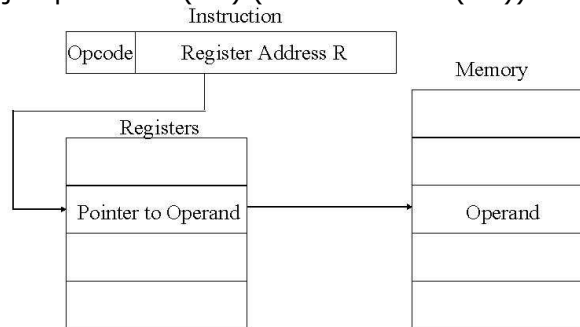 Instruction
Opcode Register Address R
Memory
Registers
Pointer to Operand
Operand